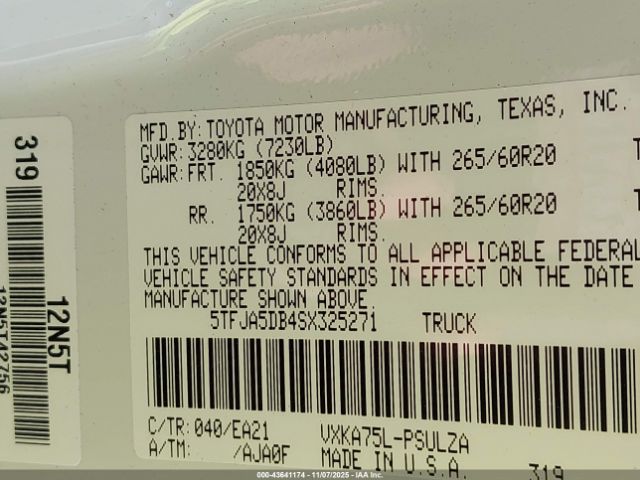 MFD.BY:TOYOTA MOTOR MANUFACTURING, TEXAS, INC.
GVWR:3280KG (7230LB)
GAWR:FRT. 1850KG (4080LB) WITH 265/60R20
20X8J RIMS.
RR. 1750KG (3860LB) WITH 265/60R20
20X8J RIMS.
THIS VEHICLE CONFORMS TO ALL APPLICABLE FEDERAL
VEHICLE SAFETY STANDARDS IN EFFECT ON THE DATE
MANUFACTURE SHOWN ABOVE.
5TFJA5DB4SX325271 TRUCK
C/TR:040/EA21 VXKA75L-PSULZA
A/TM: /AJA0F MADE IN U.S.A. 319
319
12N5T
12N5T42756
000-43641174 - 11/07/2025 - IAAI Inc.